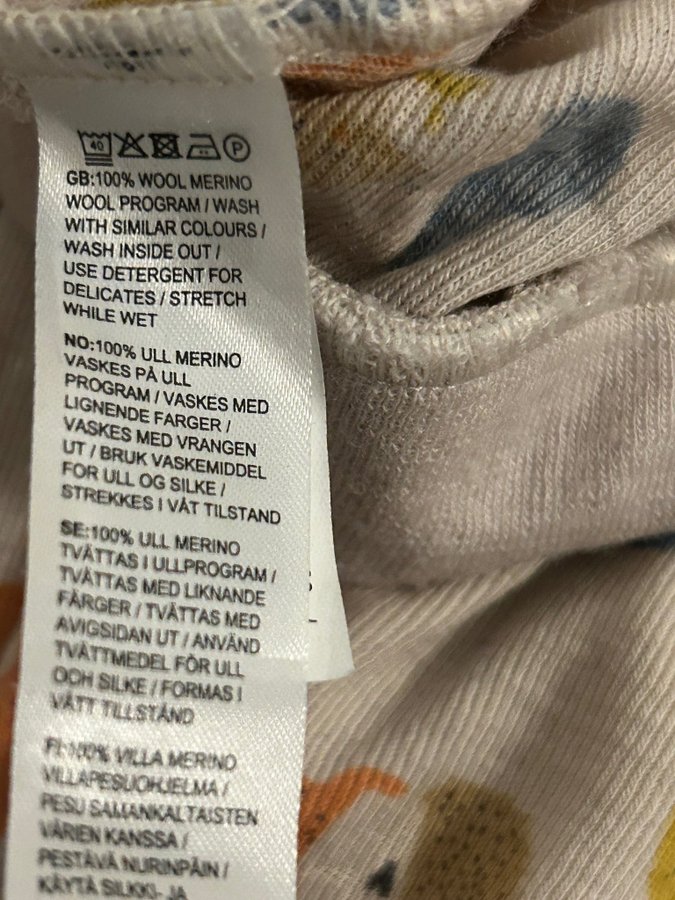 40 P
GB:100% WOOL MERINO
WOOL PROGRAM / WASH
WITH SIMILAR COLOURS /
WASH INSIDE OUT /
USE DETERGENT FOR
DELICATES / STRETCH
WHILE WET
NO:100% ULL MERINO
VASKES PÅ ULL
PROGRAM / VASKES MED
LIGNENDE FARGER /
VASKES MED VRANGEN
UT / BRUK VASKEMIDDEL
FOR ULL OG SILKE /
STREKKES I VÅT TILSTAND
SE:100% ULL MERINO
TVÄTTAS I ULLPROGRAM /
TVÄTTAS MED LIKNANDE
FÄRGER / TVÄTTAS MED
AVIGSIDAN UT / ANVÄND
TVÄTTMEDEL FÖR ULL
OCH SILKE / FORMAS I
VÅTT TILLSTÅND
FI:100% VILLA MERINO
VILLAPESUOHJELMA /
PESU SAMANKALTAISTEN
VÄRIEN KANSSA /
PESTÄVÄ NURINPÄIN /
KÄYTÄ SILKKI- JA